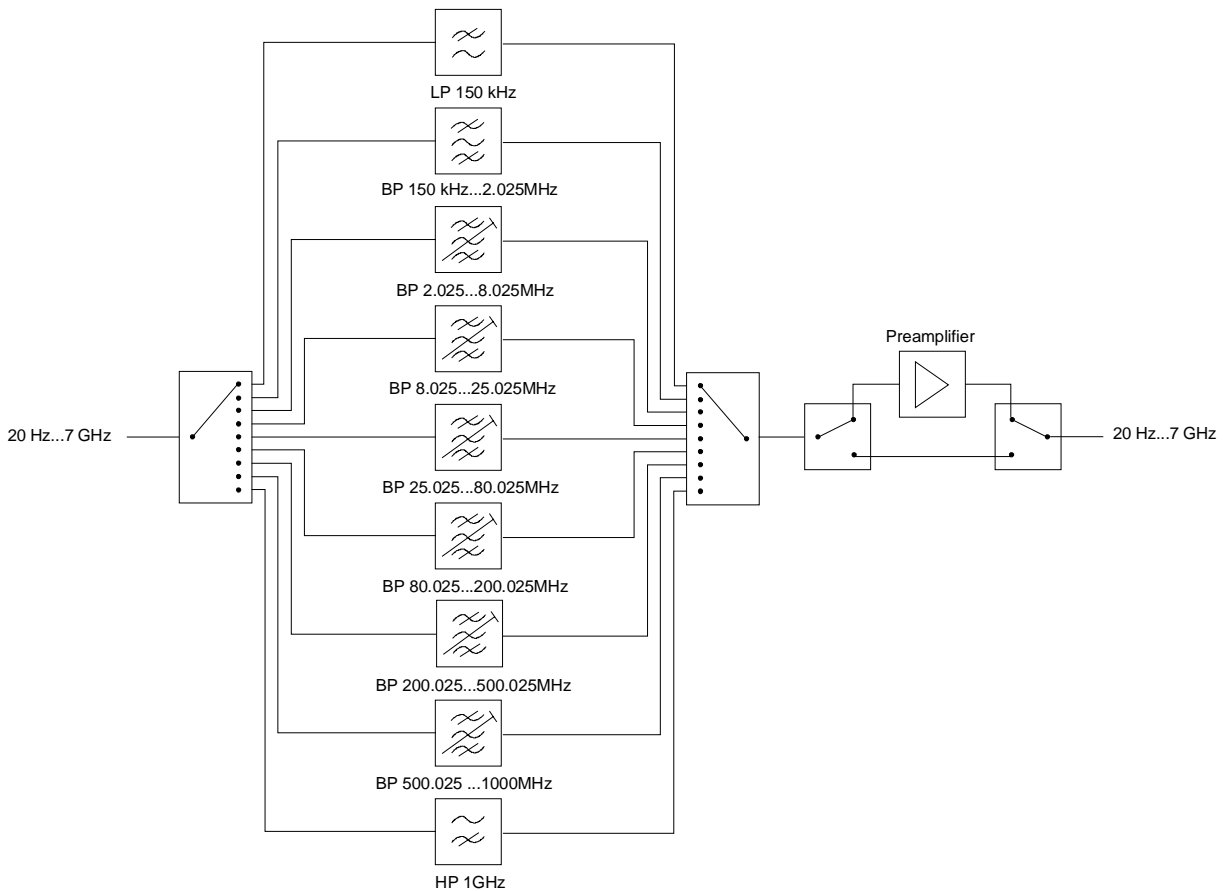 LP 150 kHz
BP 150 kHz...2.025MHz
BP 2.025...8.025MHz
Preamplifier
BP 8.025...25.025MHz
20 Hz...7 GHz
20 Hz...7 GHz
BP 25.025...80.025MHz
BP 80.025...200.025MHz
BP 200.025...500.025MHz
BP 500.025 ...1000MHz
HP 1GHz